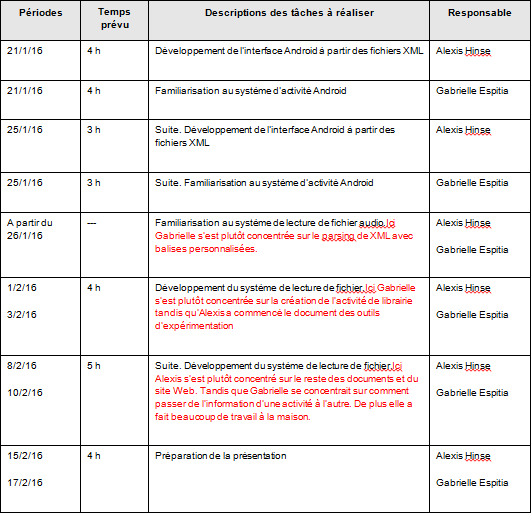 Périodes
Temps
prévu
Descriptions des tâches à réaliser
Responsable
21/1/16
4 h
Développement de l'interface Android à partir des fichiers XML
Alexis Hinse
21/1/16
4 h
Familiarisation au système d'activité Android
Gabrielle Espitia
25/1/16
3 h
Suite. Développement de l'interface Android à partir des
fichiers XML
Alexis Hinse
25/1/16
3 h
Suite. Familiarisation au système d'activité Android
Gabrielle Espitia
A partir du
26/1/16
---
Familiarisation au système de lecture de fichier audio.Ici
Gabrielle s'est plutôt concentrée sur le parsing de XML avec
balises personnalisées.
Alexis Hinse
Gabrielle Espitia
1/2/16
3/2/16
4 h
Développement du système de lecture de fichier.Ici Gabrielle
s'est plutôt concentrée sur la création de l'activité de librairie
tandis qu'Alexis a commencé le document des outils
d'expérimentation
Alexis Hinse
Gabrielle Espitia
8/2/16
10/2/16
5 h
Suite. Développement du système de lecture de fichier.Ici
Alexis s'est plutôt concentré sur le reste des documents et du
site Web. Tandis que Gabrielle se concentrait sur comment
passer de l'information d'une activité à l'autre. De plus elle a
fait beaucoup de travail à la maison.
Alexis Hinse
Gabrielle Espitia
15/2/16
17/2/16
4 h
Préparation de la présentation
Alexis Hinse
Gabrielle Espitia